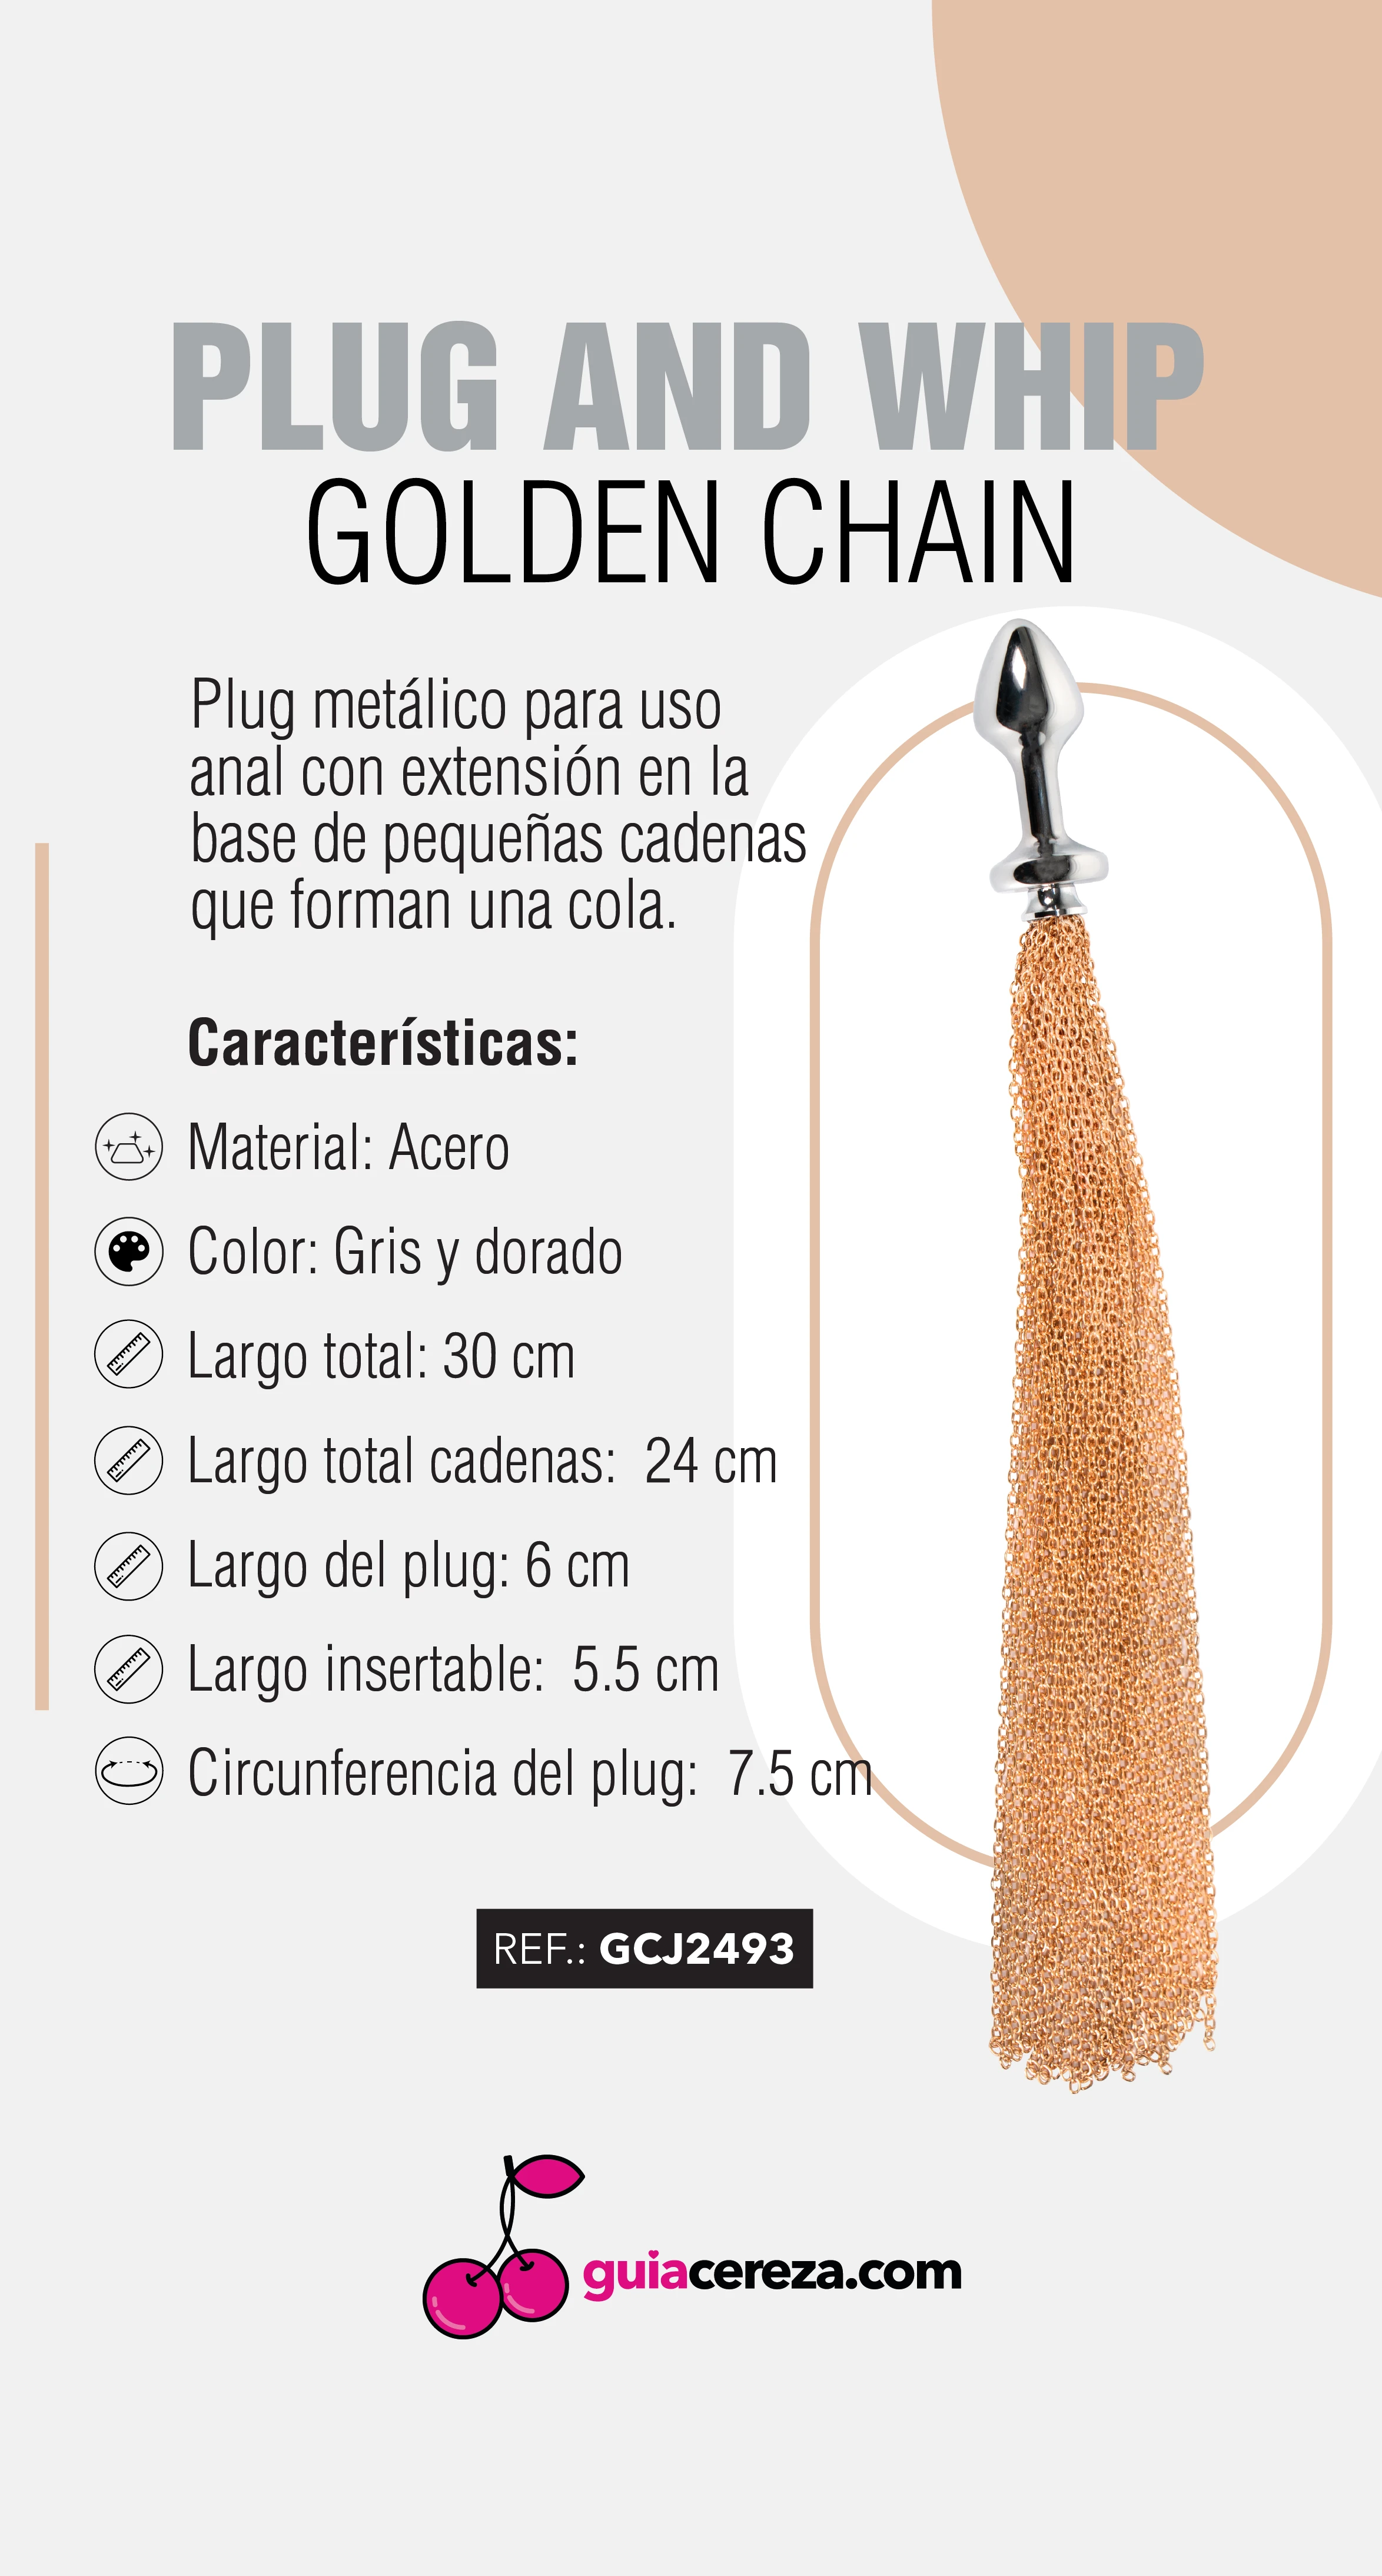 PLUG AND WHIP
GOLDEN CHAIN
Plug metálico para uso
anal con extensión en la
base de pequeñas cadenas
que forman una cola.
Características:
Material: Acero
Color: Gris y dorado
Largo total: 30 cm
Largo total cadenas: 24 cm
Largo del plug: 6 cm
Largo insertable: 5.5 cm
Circunferencia del plug: 7.5 cm
REF.: GCJ2493
guiacereza.com